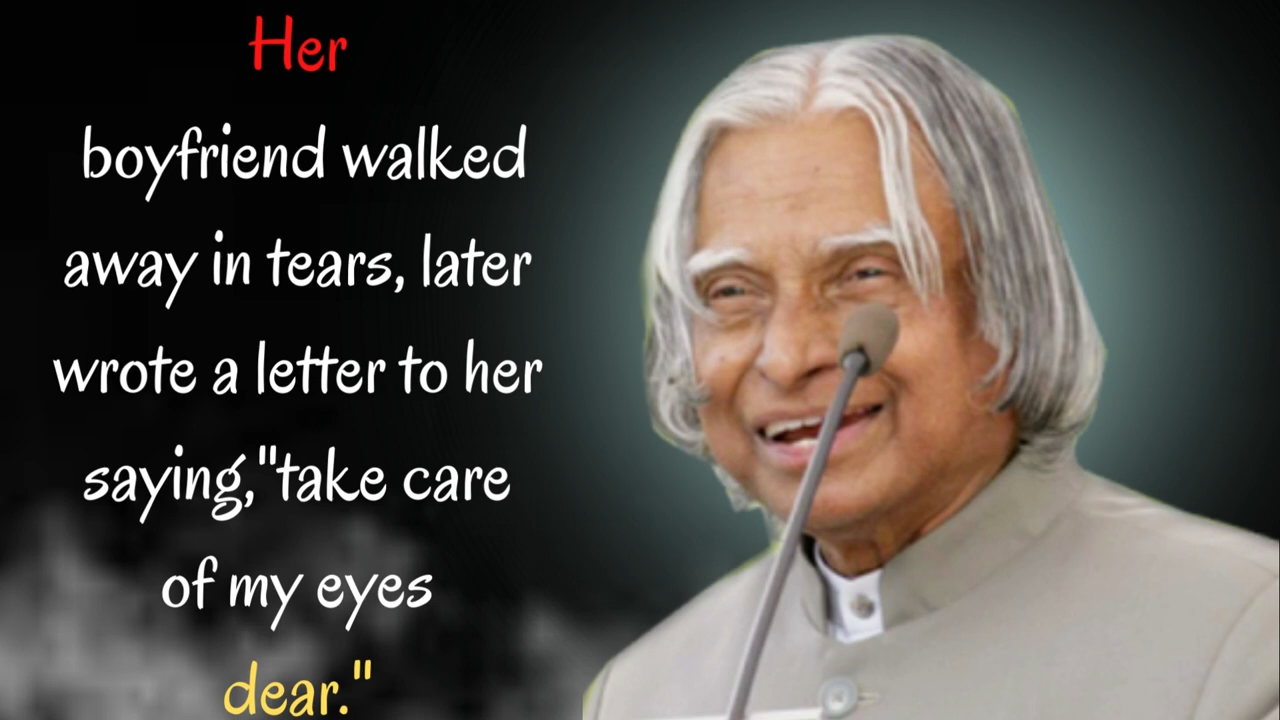 Her
boyfriend walked
away in tears, later
wrote a letter to her
saying,"take care
of my eyes
dear."